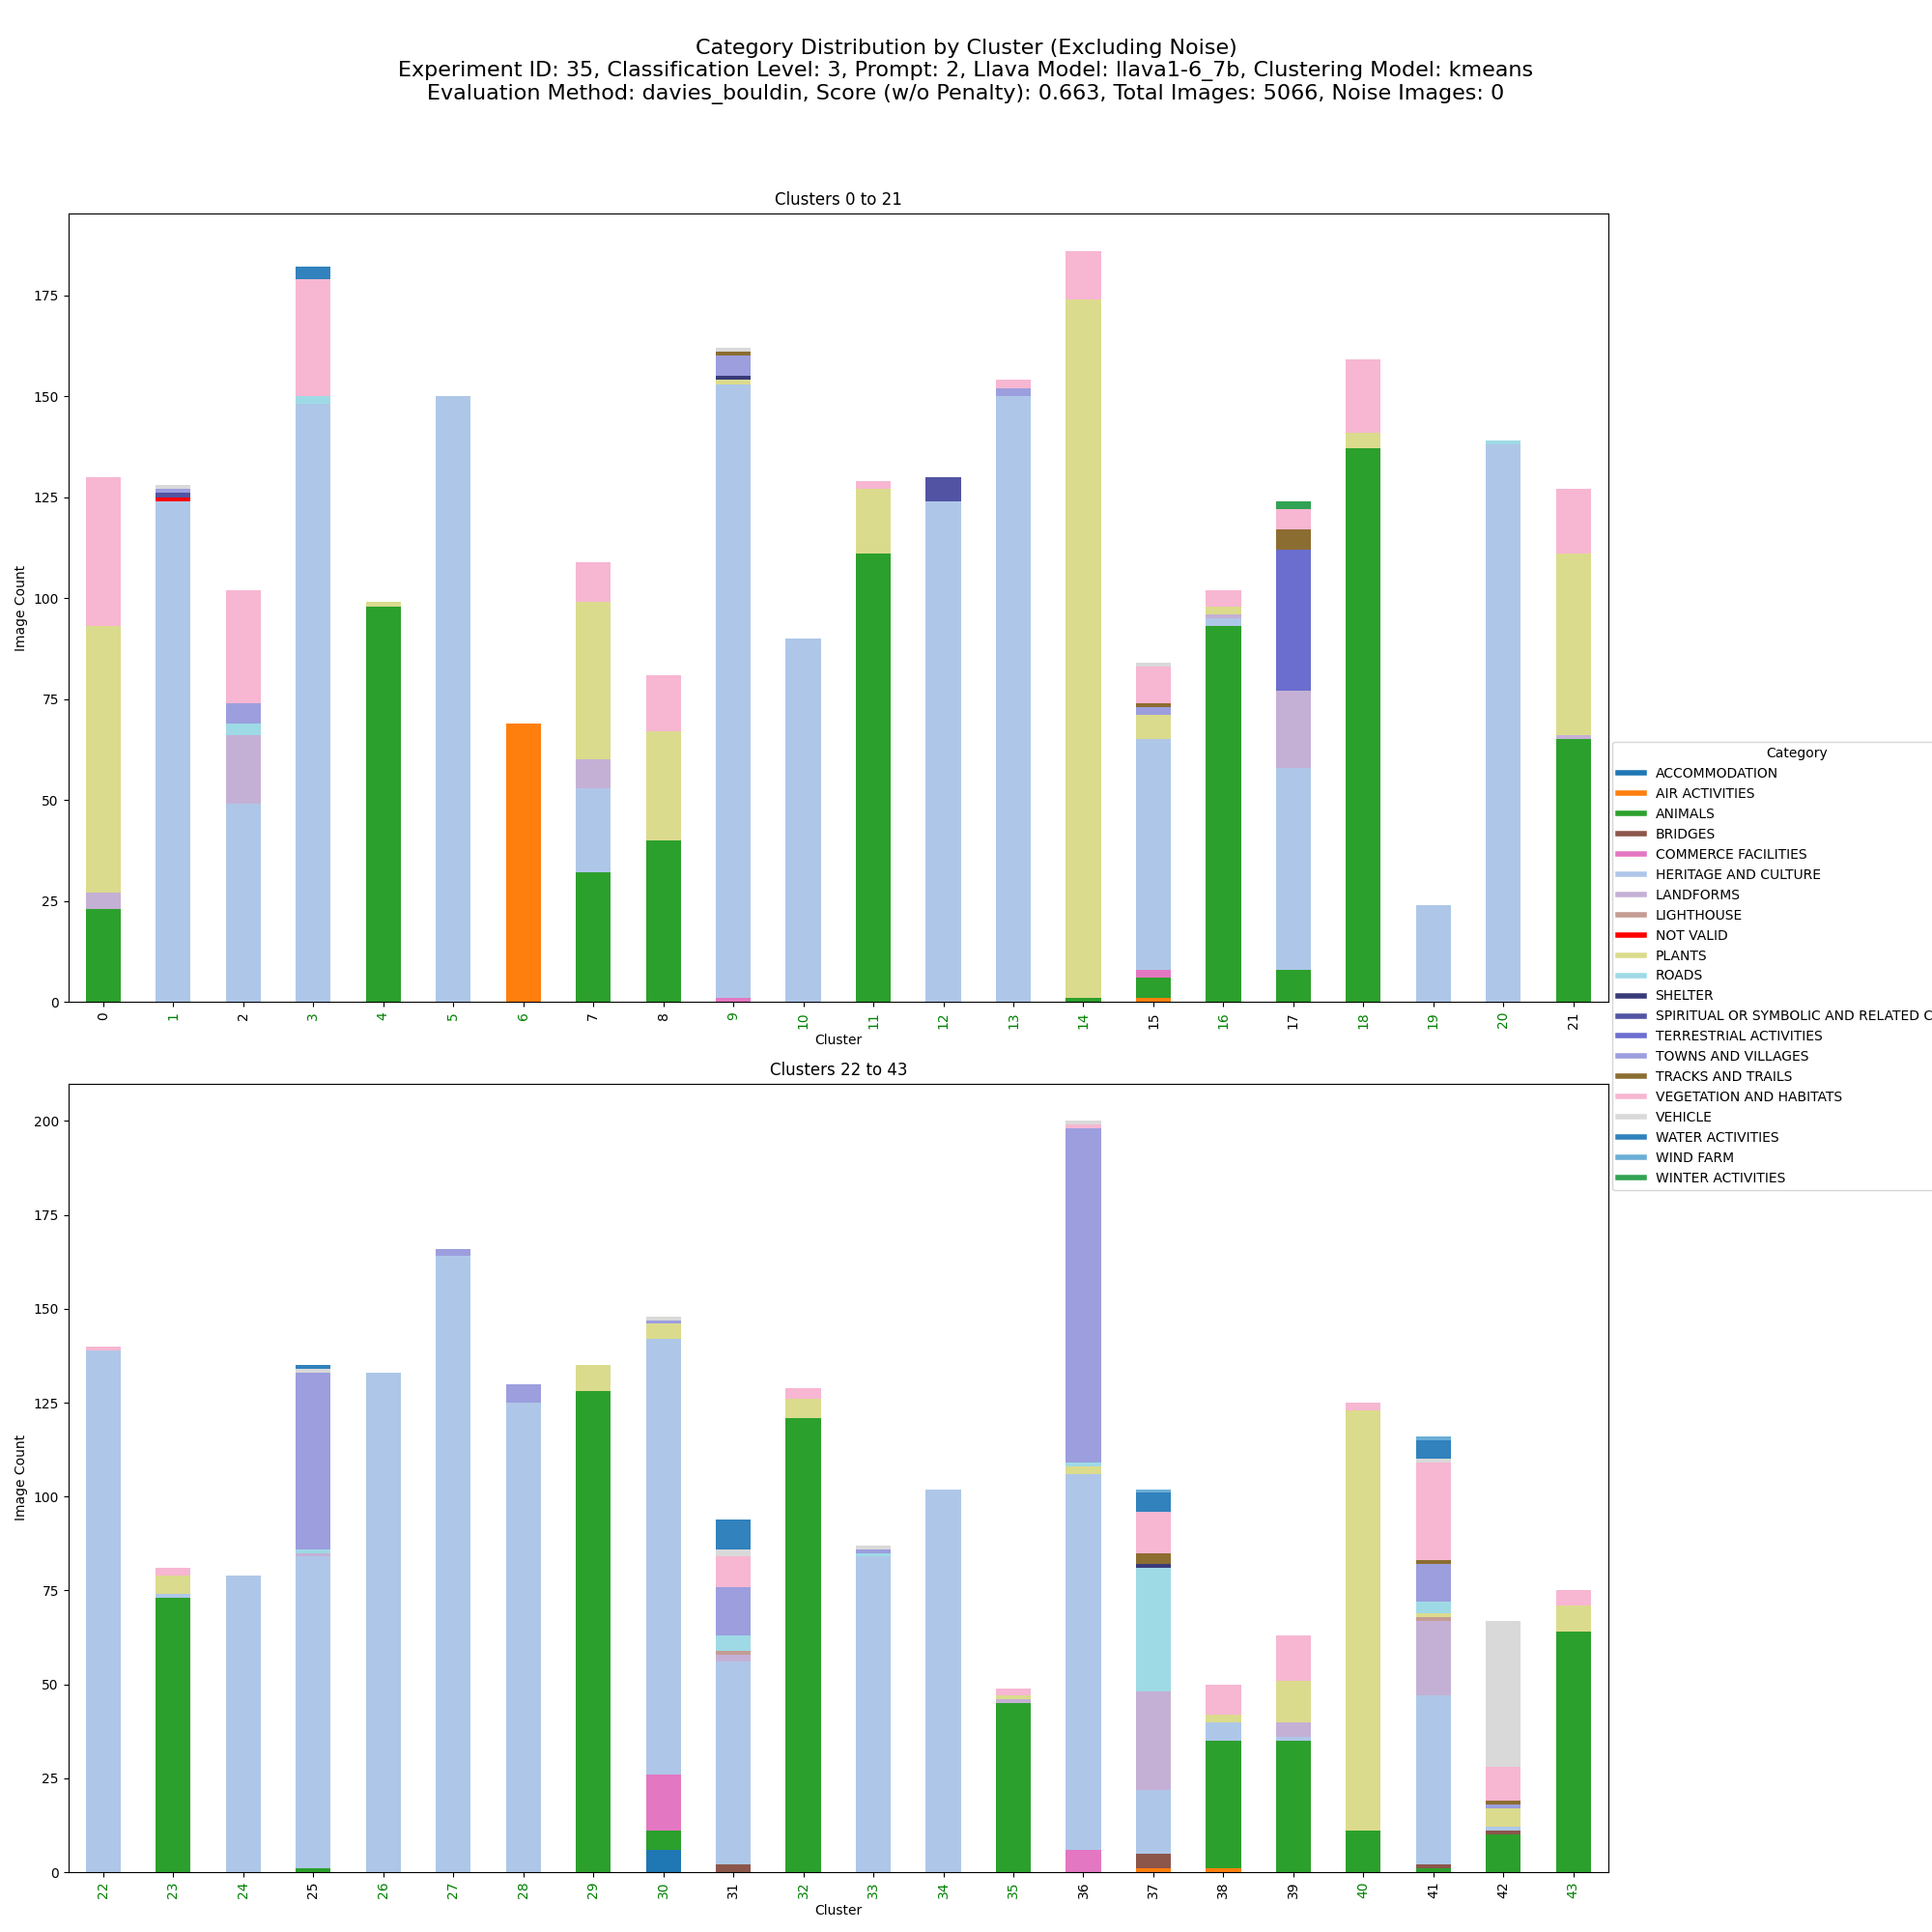 Category Distribution by Cluster (Excluding Noise)
Experiment ID: 35, Classification Level: 3, Prompt: 2, Llava Model: llava1-6_7b, Clustering Model: kmeans
Evaluation Method: davies_bouldin, Score (w/o Penalty): 0.663, Total Images: 5066, Noise Images: 0
Clusters 0 to 21
175
150
125
100
75
50
25
0
Image Count
0 1 2 3 4 5 6 7 8 9 10 11 12 13 14 15 16 17 18 19 20 21
Cluster
Category
ACCOMMODATION
AIR ACTIVITIES
ANIMALS
BRIDGES
COMMERCE FACILITIES
HERITAGE AND CULTURE
LANDFORMS
LIGHTHOUSE
NOT VALID
PLANTS
ROADS
SHELTER
SPIRITUAL OR SYMBOLIC AND RELATED C
TERRESTRIAL ACTIVITIES
TOWNS AND VILLAGES
TRACKS AND TRAILS
VEGETATION AND HABITATS
VEHICLE
WATER ACTIVITIES
WIND FARM
WINTER ACTIVITIES
Clusters 22 to 43
200
175
150
125
100
75
50
25
0
Image Count
22 23 24 25 26 27 28 29 30 31 32 33 34 35 36 37 38 39 40 41 42 43
Cluster